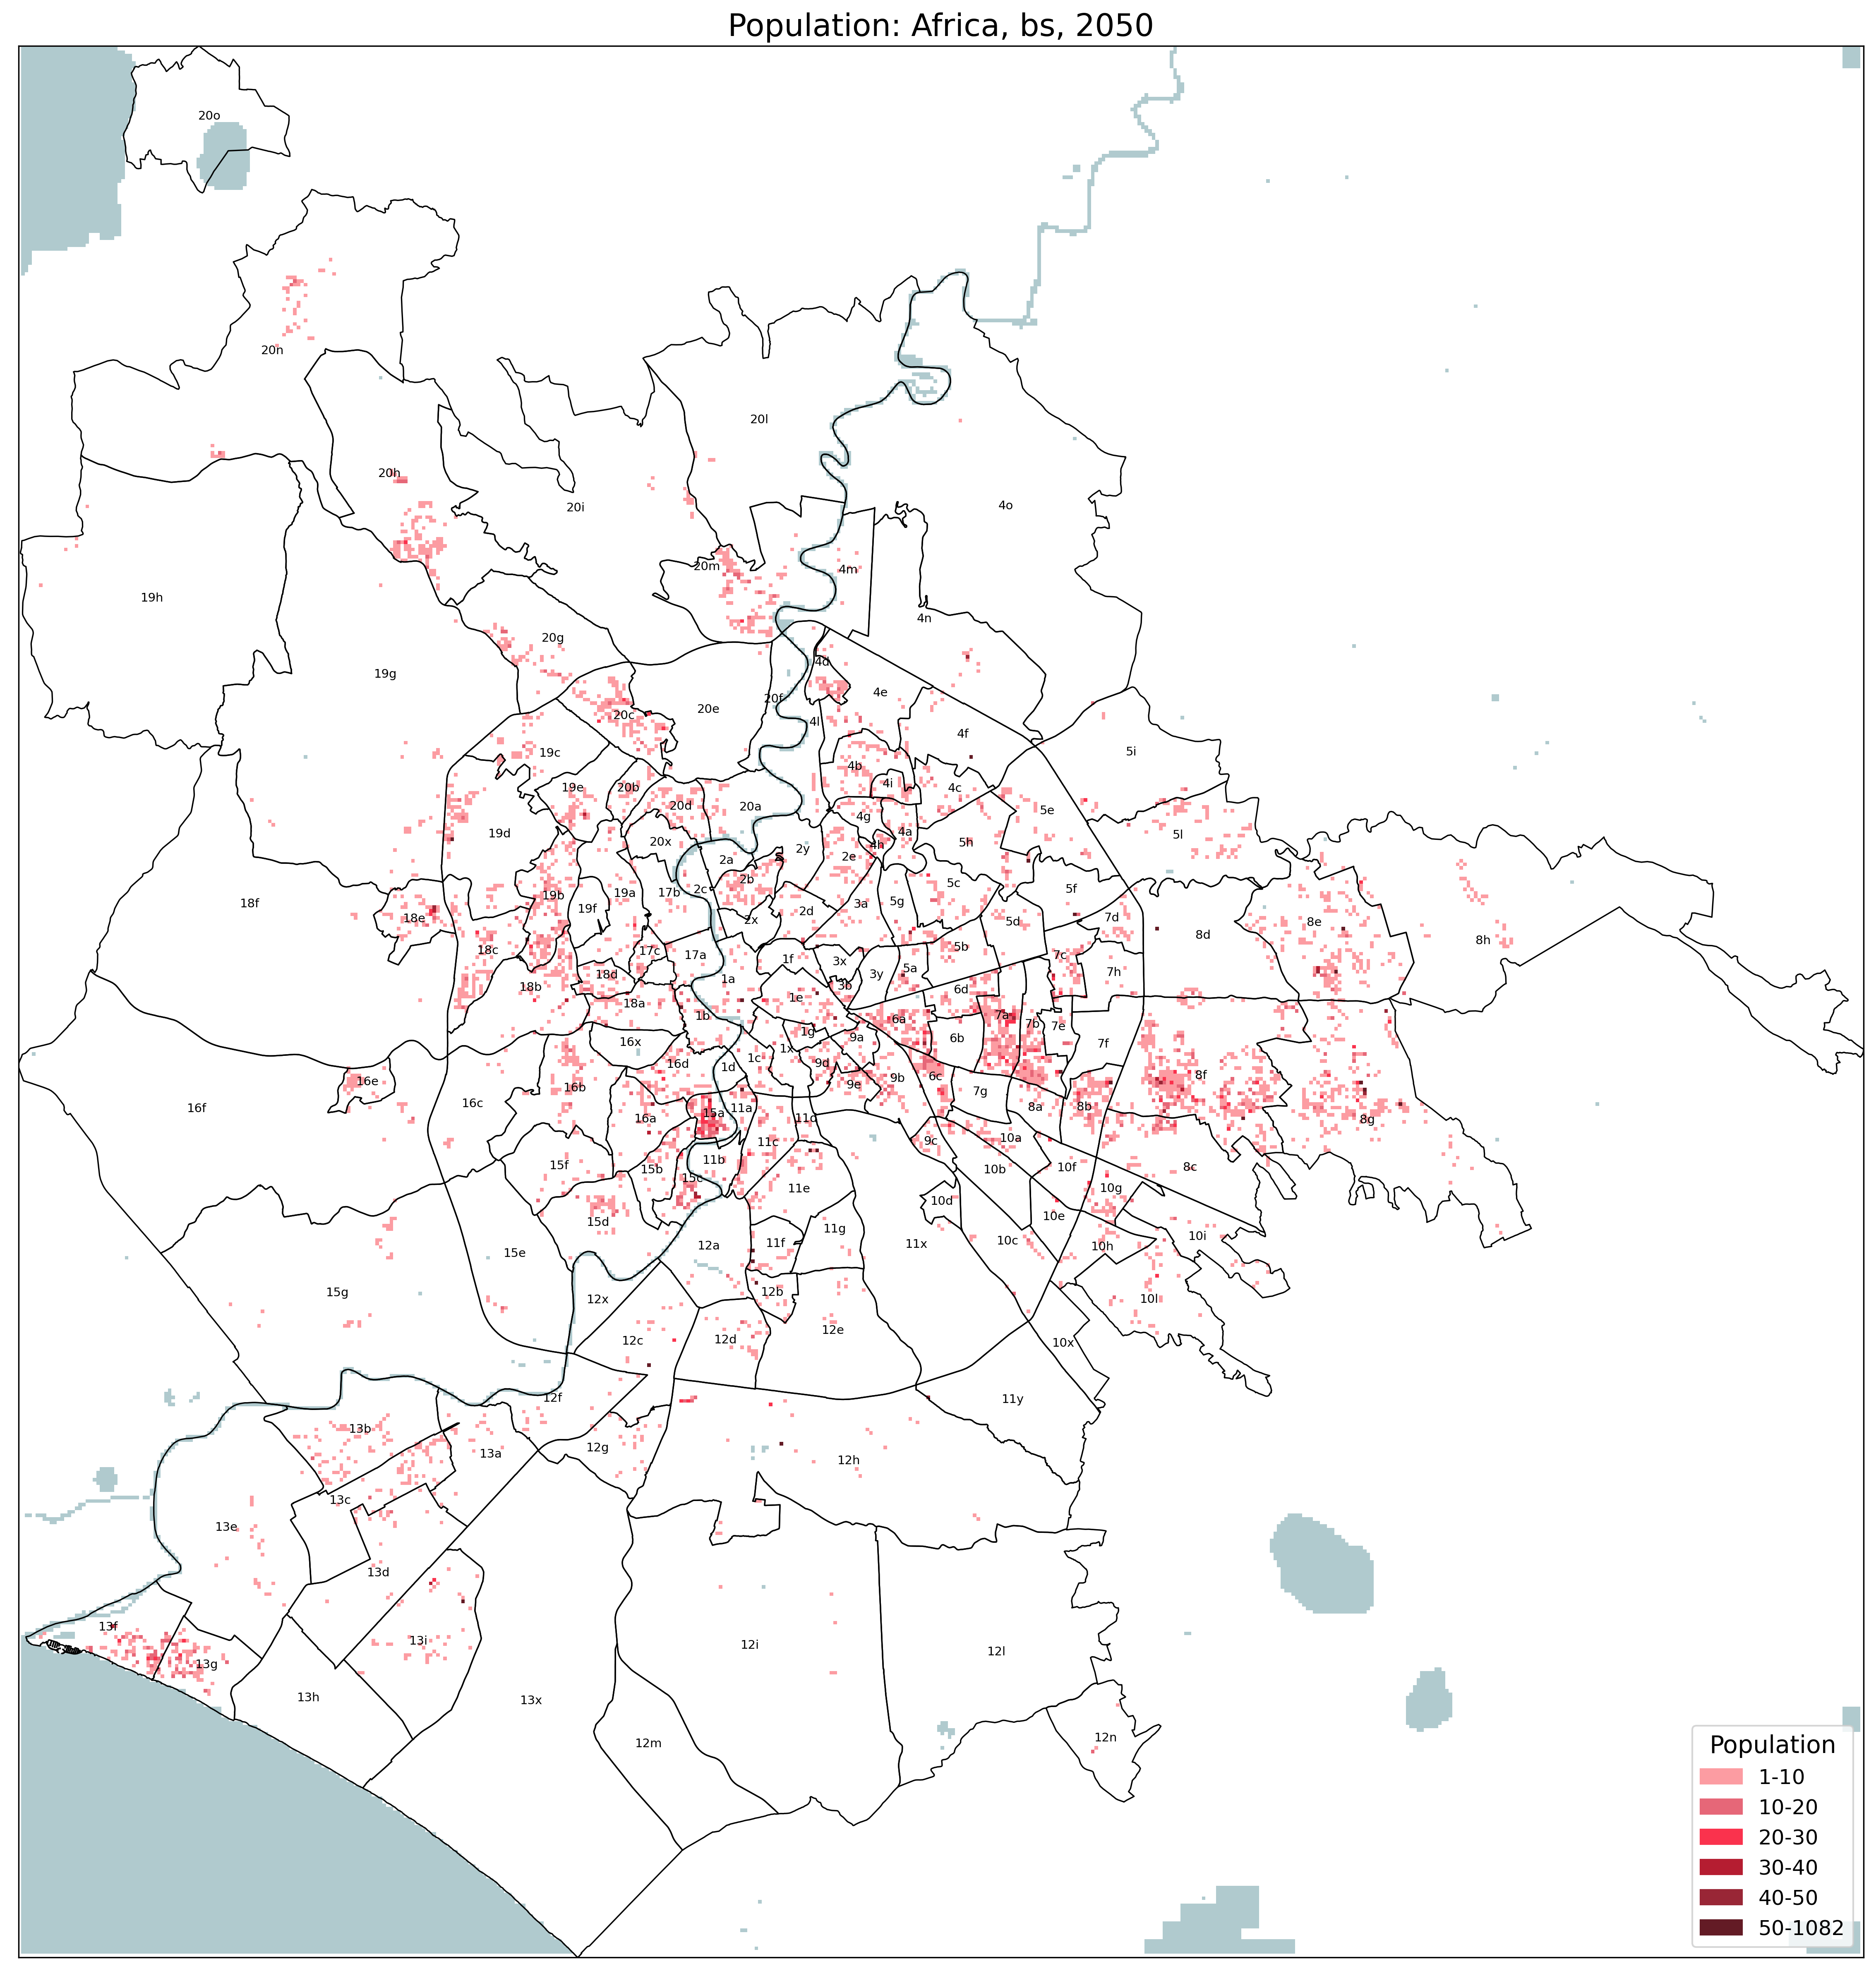 Population: Africa, bs, 2050
20o
20n
20l
20h
20i
4o
20m
4m
19h
4n
20g
4d
19g
20f
4e
20e
20c
4l
4f
19c
5i
4b
4i
19e
20b
4c
20d
20a
5e
4g
19d
4a
5l
20x
4h
5h
2y
2a
2e
2b
5c
5f
17b
2c
19a
19b
18f
5g
3a
19f
2d
7d
18e
2x
5d
8e
8d
8h
5b
18c
17c
17a
7c
1f
3x
5a
18d
3y
7h
1a
18b
3b
6d
1e
18a
1b
7a
6a
7b
7e
1g
9a
6b
16x
7f
1x
1c
16d
9d
1d
8f
6c
9b
16e
9e
16b
7g
16c
16f
8a
8b
11a
15a
16a
11d
8g
10a
9c
11c
11b
15f
8c
10f
15b
10b
15c
11e
10g
10d
10e
15d
11g
10i
10c
11f
11x
12a
10h
15e
15g
12b
12x
10l
12e
12d
12c
10x
12f
11y
13b
12g
13a
12h
13c
13e
13d
13f
13i
12i
12l
13g
13h
13x
12n
12m
Population
1-10
10-20
20-30
30-40
40-50
50-1082